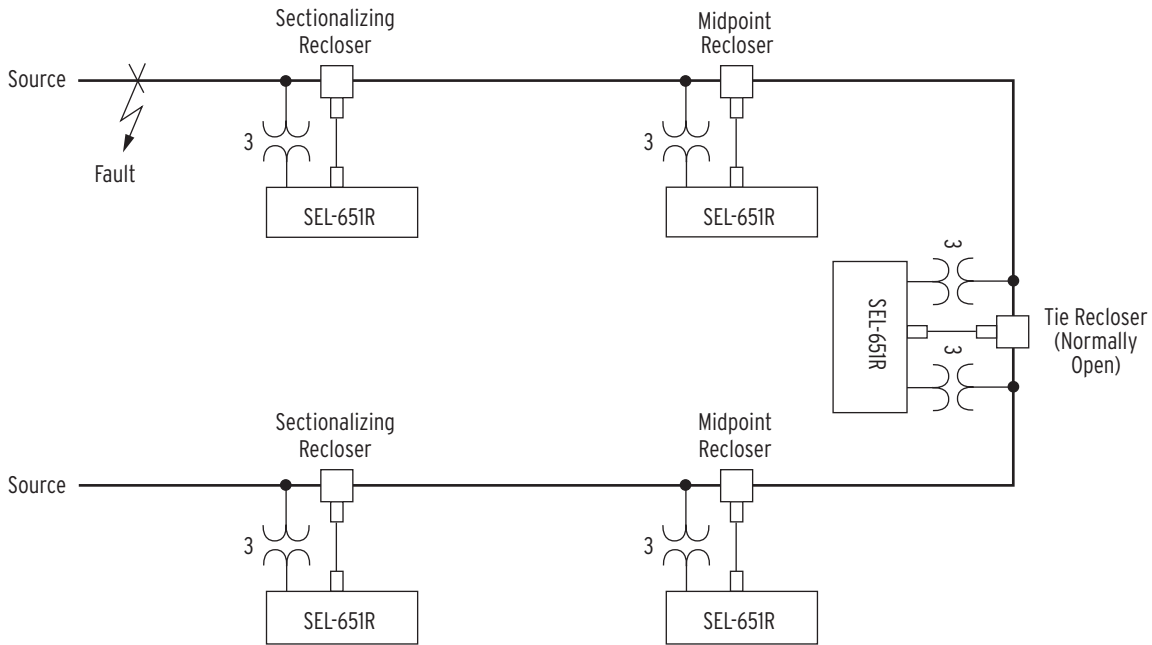 Sectionalizing
Recloser
Midpoint
Recloser
Source
Fault
3
SEL-651R
3
SEL-651R
3
SEL-651R
3
Tie Recloser
(Normally
Open)
Sectionalizing
Recloser
Midpoint
Recloser
Source
3
SEL-651R
3
SEL-651R